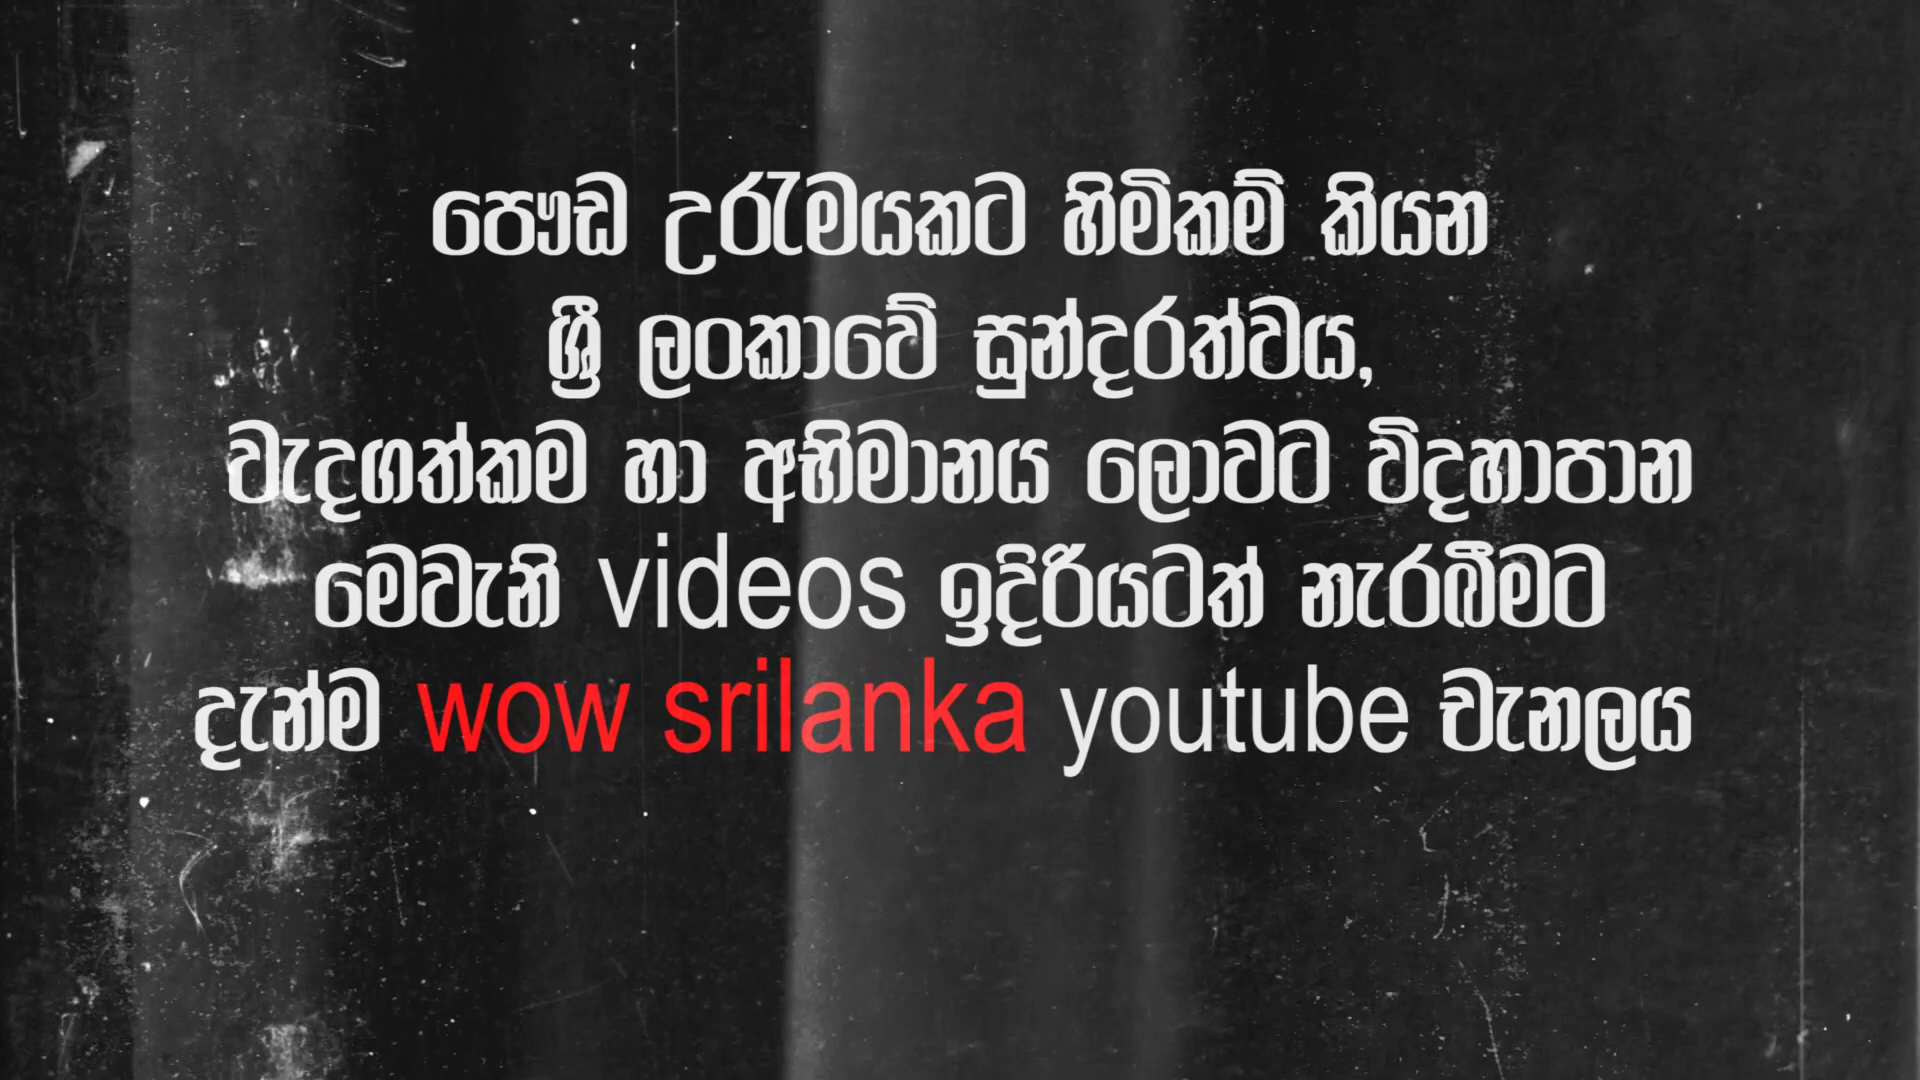 පෞඪ උරුමයකට හිමිකම් කියන
ශ්‍රී ලංකාවේ සුන්දරත්වය,
වැදගත්කම හා අභිමානය ලොවට විදහාපාන
මෙවැනි videos ඉදිරියටත් නැරඹීමට
දැන්ම wow srilanka youtube චැනලය